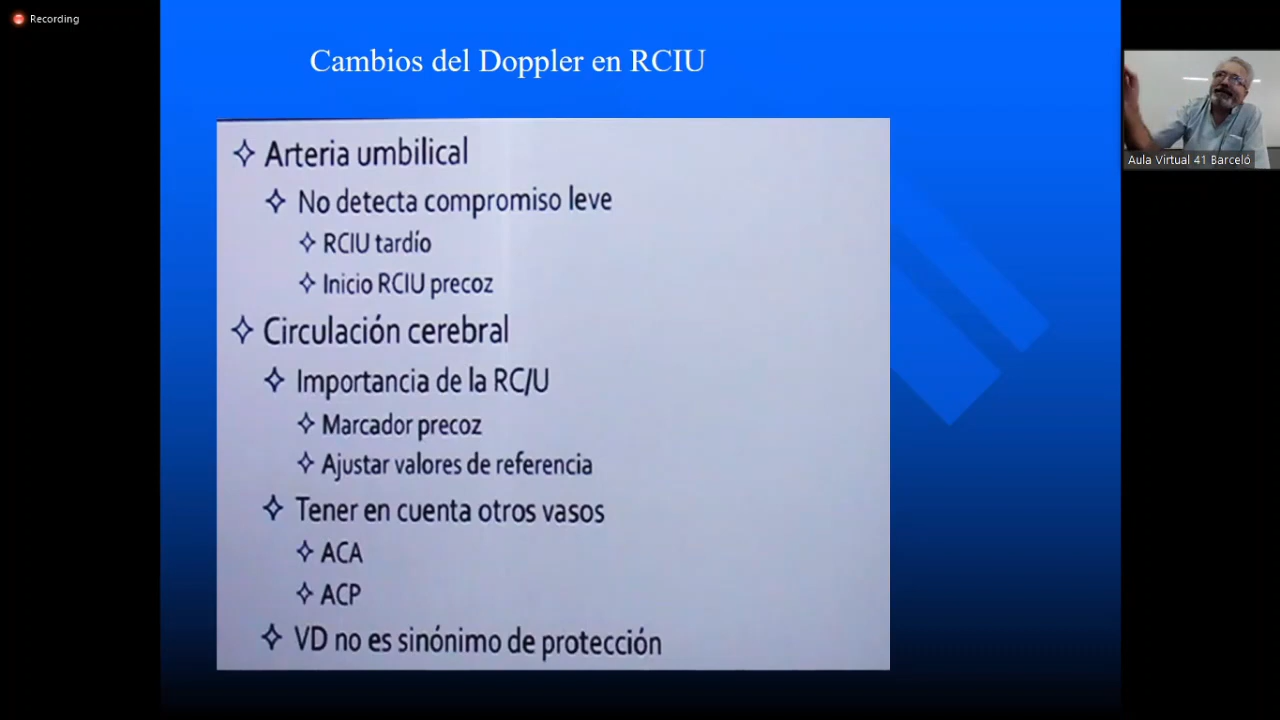 Recording
Cambios del Doppler en RCIU
Arteria umbilical
No detecta compromiso leve
RCIU tardío
Inicio RCIU precoz
Circulación cerebral
Importancia de la RC/U
Marcador precoz
Ajustar valores de referencia
Tener en cuenta otros vasos
ACA
ACP
VD no es sinónimo de protección
Aula Virtual 41 Barceló